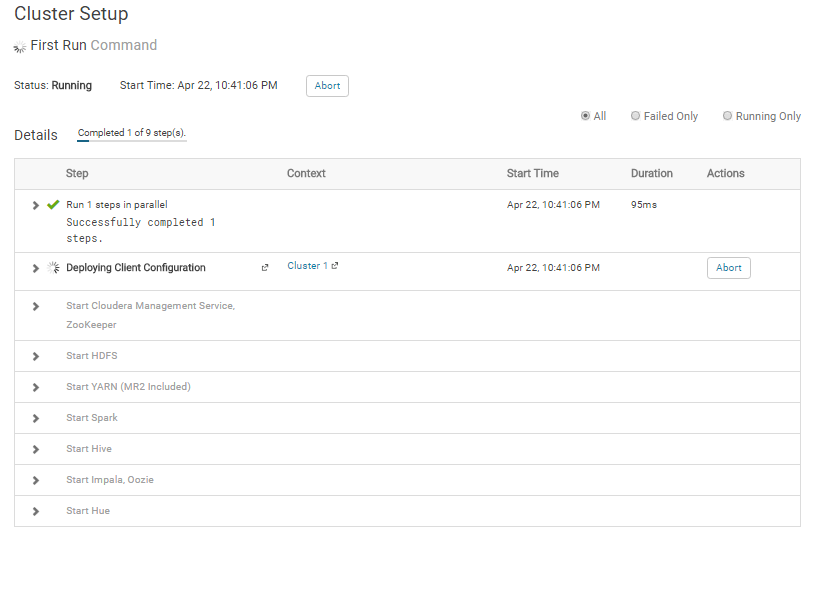 Cluster Setup
First Run Command
Status: Running Start Time: Apr 22, 10:41:06 PM Abort
All Failed Only Running Only
Details Completed 1 of 9 step(s).
Step Context Start Time Duration Actions
Run 1 steps in parallel Apr 22, 10:41:06 PM 95ms
Successfully completed 1
steps.
Deploying Client Configuration Cluster 1 Apr 22, 10:41:06 PM Abort
Start Cloudera Management Service,
ZooKeeper
Start HDFS
Start YARN (MR2 Included)
Start Spark
Start Hive
Start Impala, Oozie
Start Hue